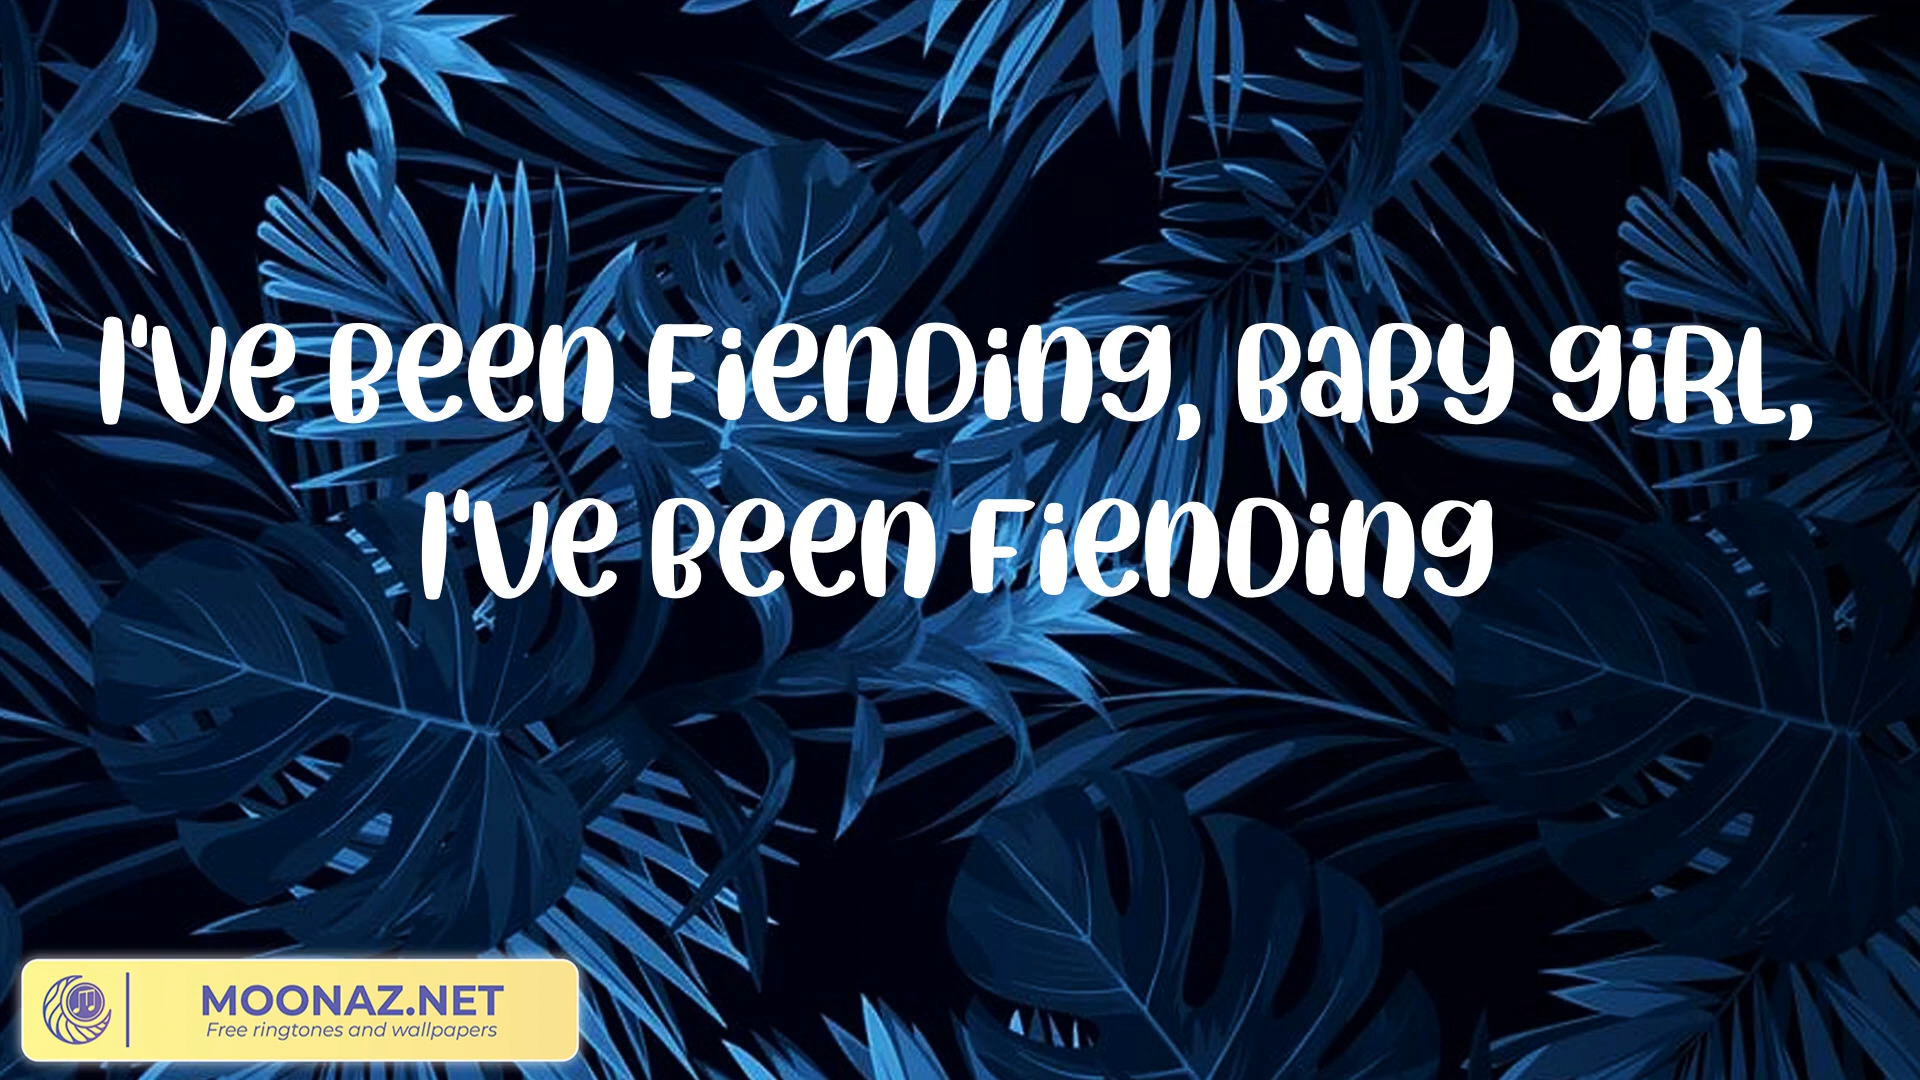 I've been fiending, baby girl,
I've been fiending
MOONAZ.NET
Free ringtones and wallpapers